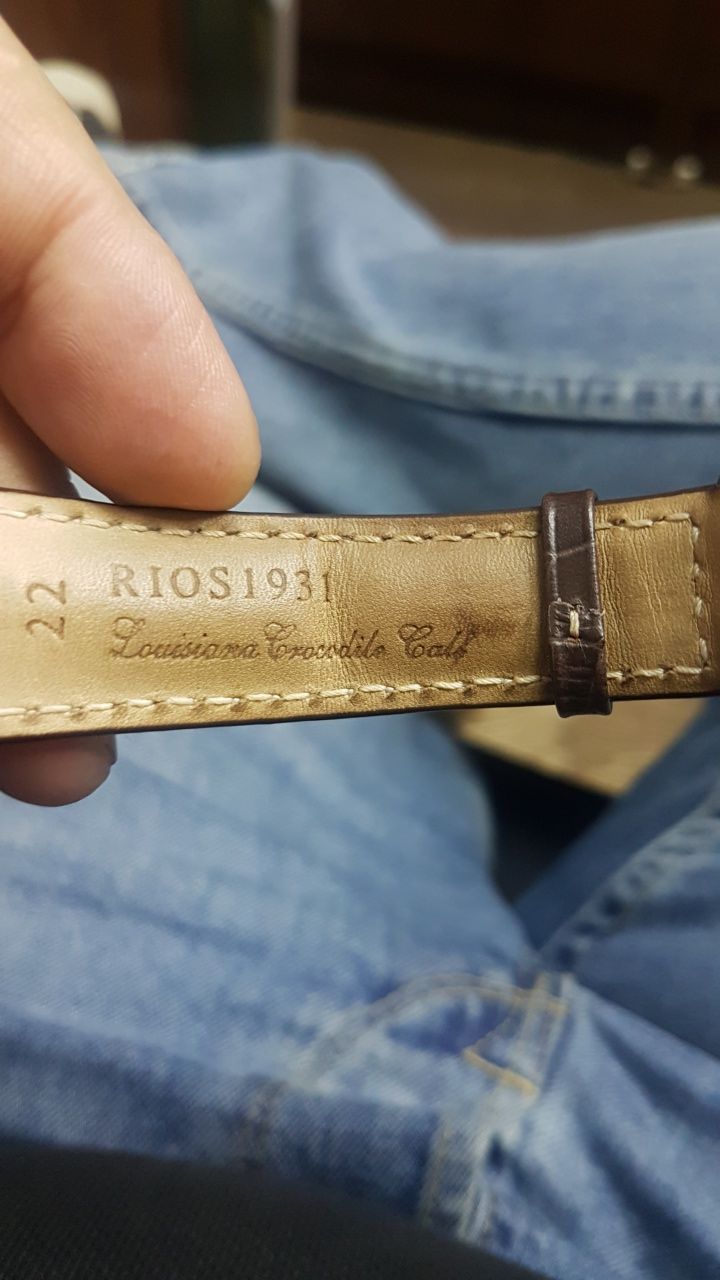 22
RIOS1931
Louisiana Crocodile Calf